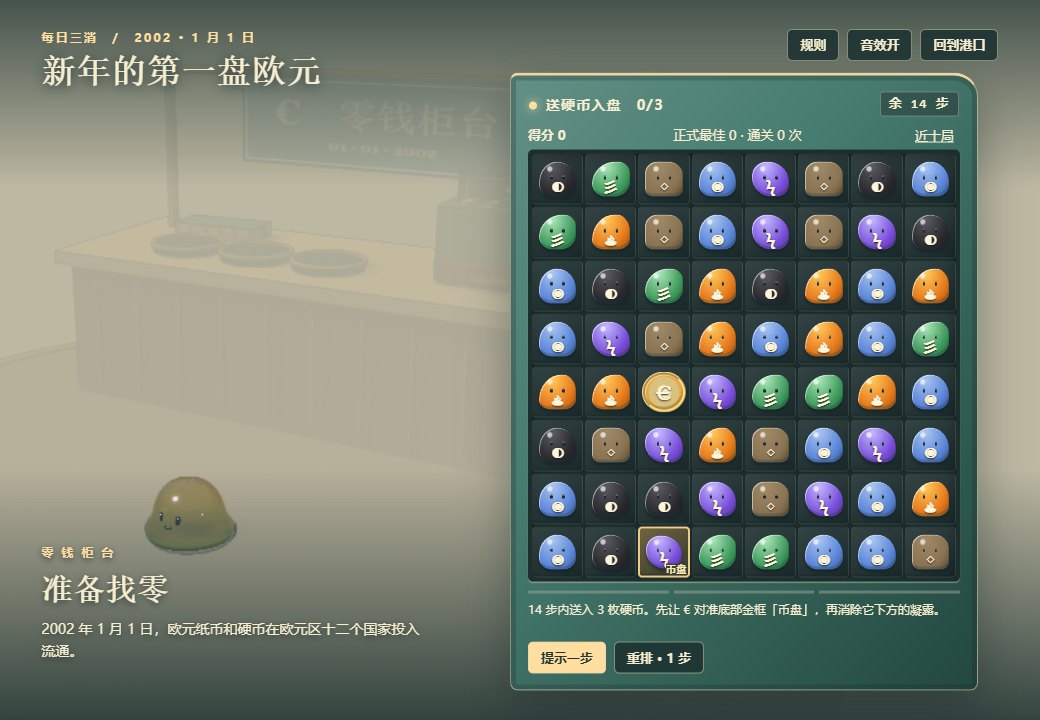 每日三消 / 2002・1 月 1 日
新年的第一盘欧元
规则
音效开
回到港口
€ 零钱柜台
01・01・2002
送硬币入盘 0/3
余 14 步
得分 0
正式最佳 0 · 通关 0 次
近十局
€
币盘
14 步内送入 3 枚硬币。先让 € 对准底部金框「币盘」，再消除它下方的凝露。
提示一步
重排 • 1 步
零钱柜台
准备找零
2002 年 1 月 1 日，欧元纸币和硬币在欧元区十二个国家投入
流通。